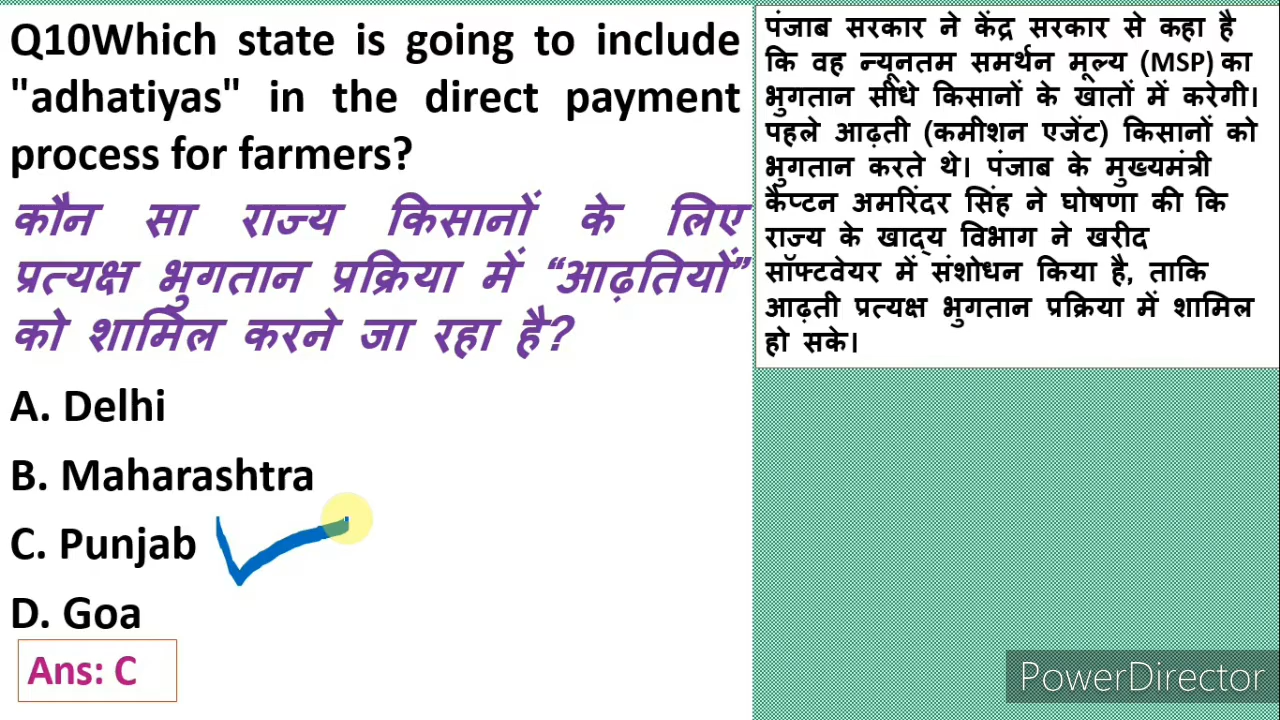 Q10Which state is going to include
"adhatiyas" in the direct payment
process for farmers?
कौन सा राज्य किसानों के लिए
प्रत्यक्ष भुगतान प्रक्रिया में “आढ़तियों”
को शामिल करने जा रहा है?
A. Delhi
B. Maharashtra
C. Punjab
D. Goa
Ans: C
पंजाब सरकार ने केंद्र सरकार से कहा है
कि वह न्यूनतम समर्थन मूल्य (MSP) का
भुगतान सीधे किसानों के खातों में करेगी।
पहले आढ़ती (कमीशन एजेंट) किसानों को
भुगतान करते थे। पंजाब के मुख्यमंत्री
कैप्टन अमरिंदर सिंह ने घोषणा की कि
राज्य के खाद्य विभाग ने खरीद
सॉफ्टवेयर में संशोधन किया है, ताकि
आढ़ती प्रत्यक्ष भुगतान प्रक्रिया में शामिल
हो सके।
PowerDirector